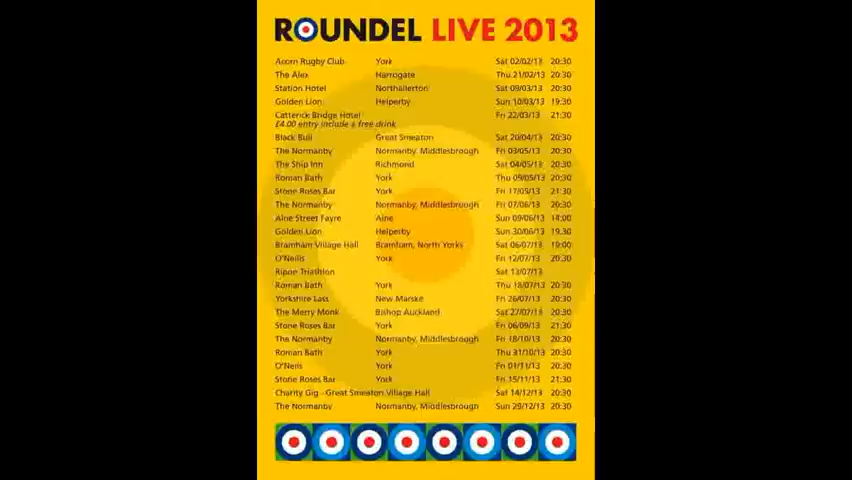 ROUNDEL LIVE 2013
Acorn Rugby Club York Sat 02/02/13 20:30
The Alex Harrogate Thu 21/02/13 20:30
Station Hotel Northallerton Sat 09/03/13 20:30
Golden Lion Helperby Sun 10/03/13 19:30
Catterick Bridge Hotel Fri 22/03/13 21:30
£4.00 entry include a free drink
Black Bull Great Smeaton Sat 20/04/13 20:30
The Normanby Normanby, Middlesbrough Fri 03/05/13 20:30
The Ship Inn Richmond Sat 04/05/13 20:30
Roman Bath York Thu 09/05/13 20:30
Stone Roses Bar York Fri 17/05/13 21:30
The Normanby Normanby, Middlesbrough Fri 07/06/13 20:30
Alne Street Fayre Alne Sun 09/06/13 14:00
Golden Lion Helperby Sun 30/06/13 19.30
Bramham Village Hall Bramham, North Yorks Sat 06/07/13 19:00
O'Neills York Fri 12/07/13 20:30
Ripon Triathlon Sat 13/07/13
Roman Bath York Thu 18/07/13 20:30
Yorkshire Lass New Marske Fri 26/07/13 20:30
The Merry Monk Bishop Auckland Sat 27/07/13 20:30
Stone Roses Bar York Fri 06/09/13 21:30
The Normanby Normanby, Middlesbrough Fri 18/10/13 20:30
Roman Bath York Thu 31/10/13 20:30
O'Neils York Fri 01/11/13 20:30
Stone Roses Bar York Fri 15/11/13 21:30
Charity Gig - Great Smeaton Village Hall Sat 14/12/13 20:30
The Normanby Normanby, Middlesbrough Sun 29/12/13 20:30